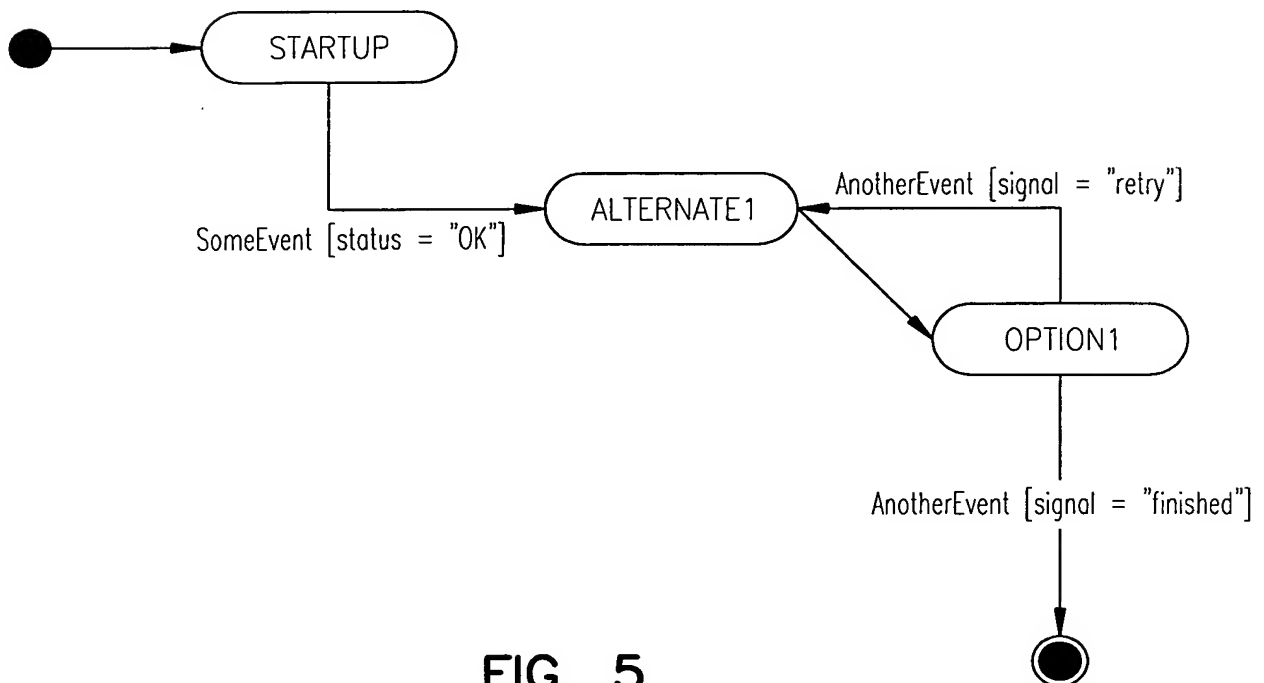 STARTUP
AnotherEvent [signal = "retry"]
ALTERNATE1
SomeEvent [status = "OK"]
OPTION1
AnotherEvent [signal = "finished"]
FIG. 5